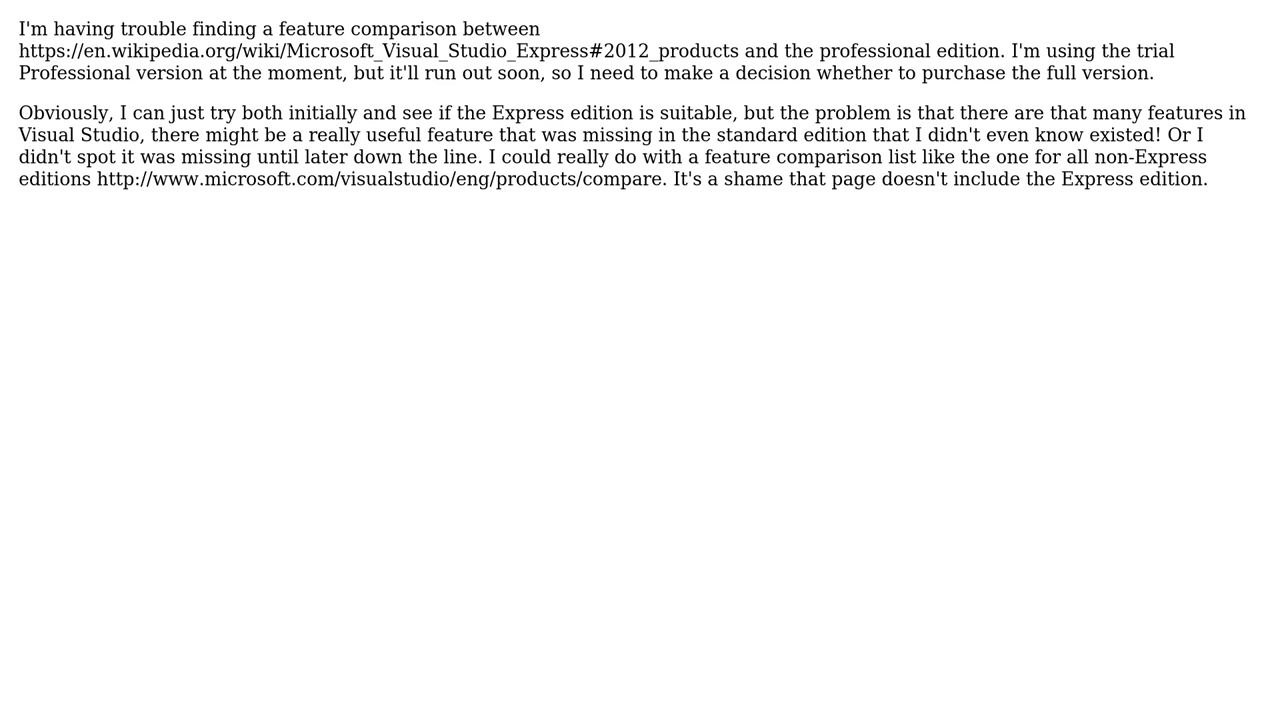 I'm having trouble finding a feature comparison between
https://en.wikipedia.org/wiki/Microsoft_Visual_Studio_Express#2012_products and the professional edition. I'm using the trial
Professional version at the moment, but it'll run out soon, so I need to make a decision whether to purchase the full version.
Obviously, I can just try both initially and see if the Express edition is suitable, but the problem is that there are that many features in
Visual Studio, there might be a really useful feature that was missing in the standard edition that I didn't even know existed! Or I
didn't spot it was missing until later down the line. I could really do with a feature comparison list like the one for all non-Express
editions http://www.microsoft.com/visualstudio/eng/products/compare. It's a shame that page doesn't include the Express edition.